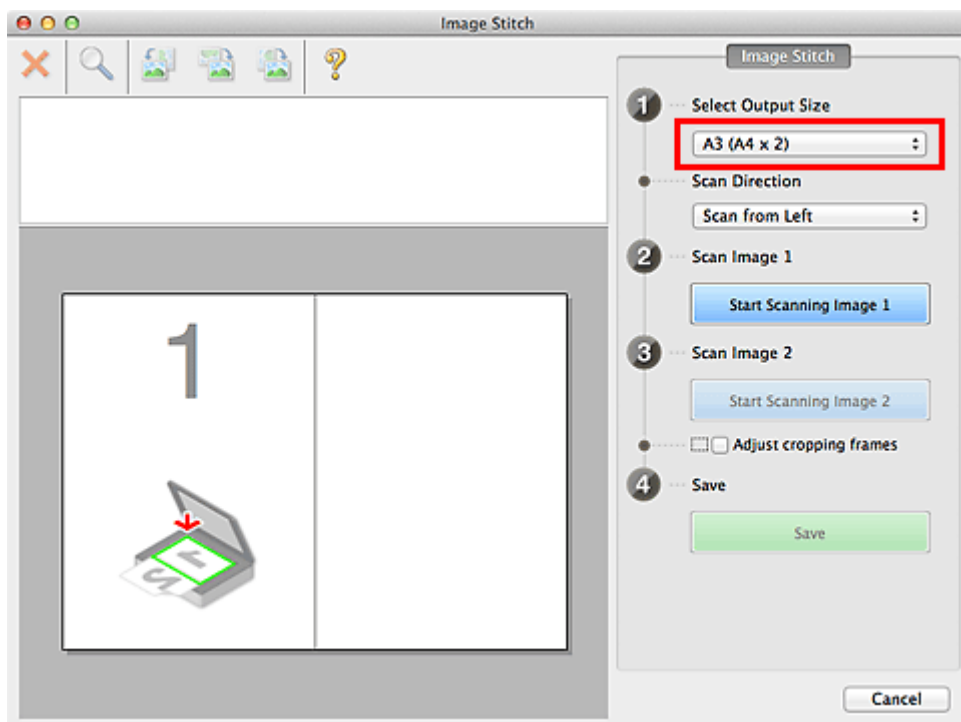 Image Stitch
Image Stitch
1 Select Output Size
A3 (A4 x 2)
Scan Direction
Scan from Left
2 Scan Image 1
Start Scanning Image 1
3 Scan Image 2
Start Scanning Image 2
Adjust cropping frames
4 Save
Save
Cancel
1
1
2